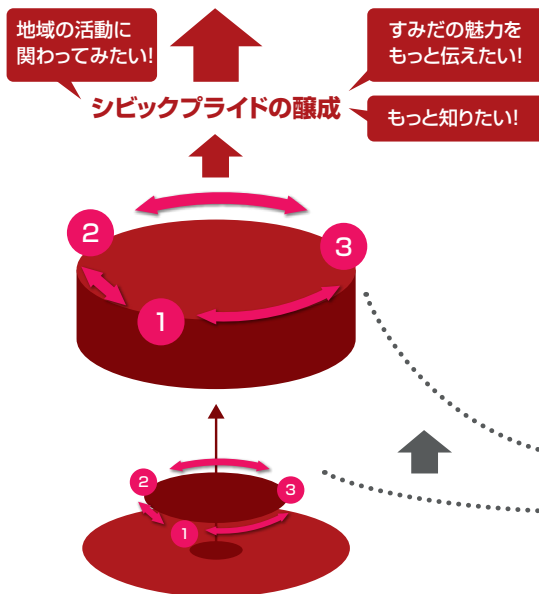 地域の活動に
関わってみたい!
すみだの魅力を
もっと伝えたい!
シビックプライドの醸成
もっと知りたい!
2
3
1
2
3
1